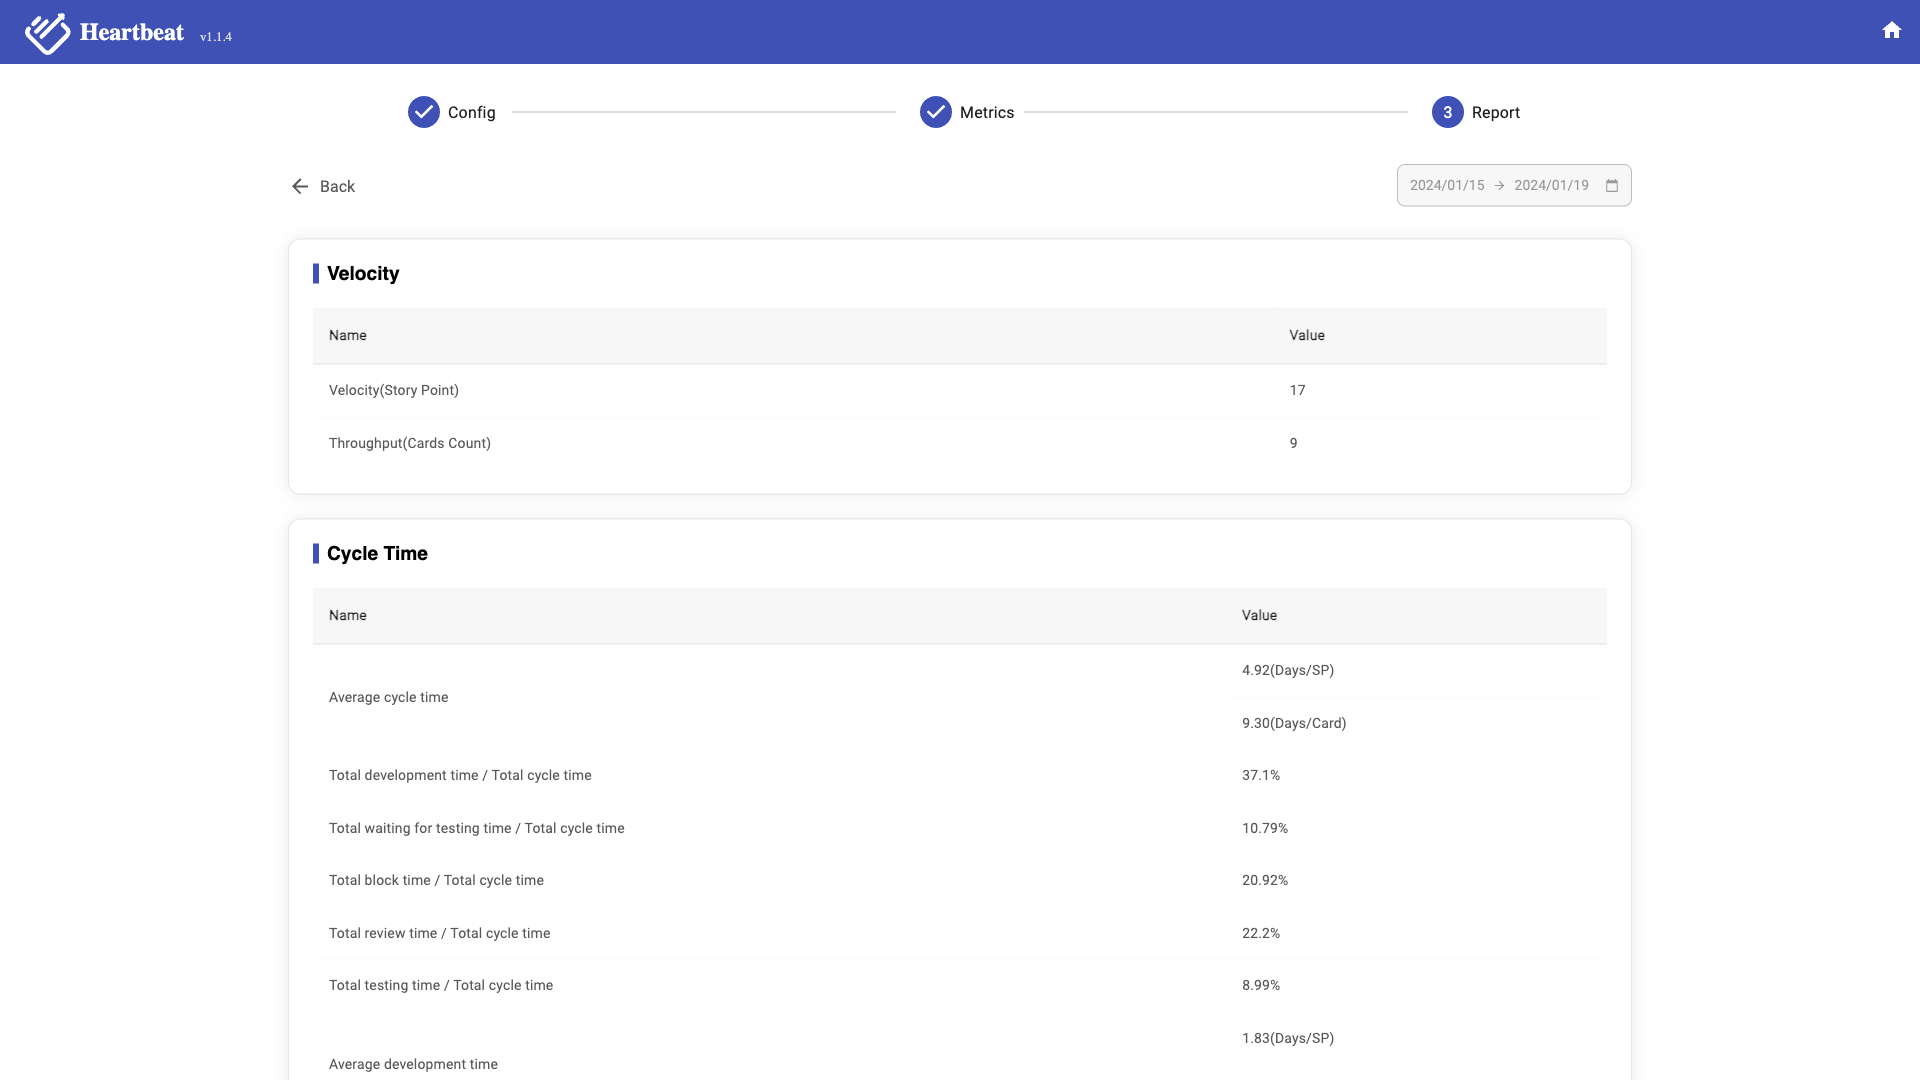 Heartbeat v1.1.4
Config
Metrics
3 Report
Back
2024/01/15 → 2024/01/19
Velocity
Name Value
Velocity(Story Point) 17
Throughput(Cards Count) 9
Cycle Time
Name Value
Average cycle time
4.92(Days/SP)
9.30(Days/Card)
Total development time / Total cycle time 37.1%
Total waiting for testing time / Total cycle time 10.79%
Total block time / Total cycle time 20.92%
Total review time / Total cycle time 22.2%
Total testing time / Total cycle time 8.99%
1.83(Days/SP)
Average development time